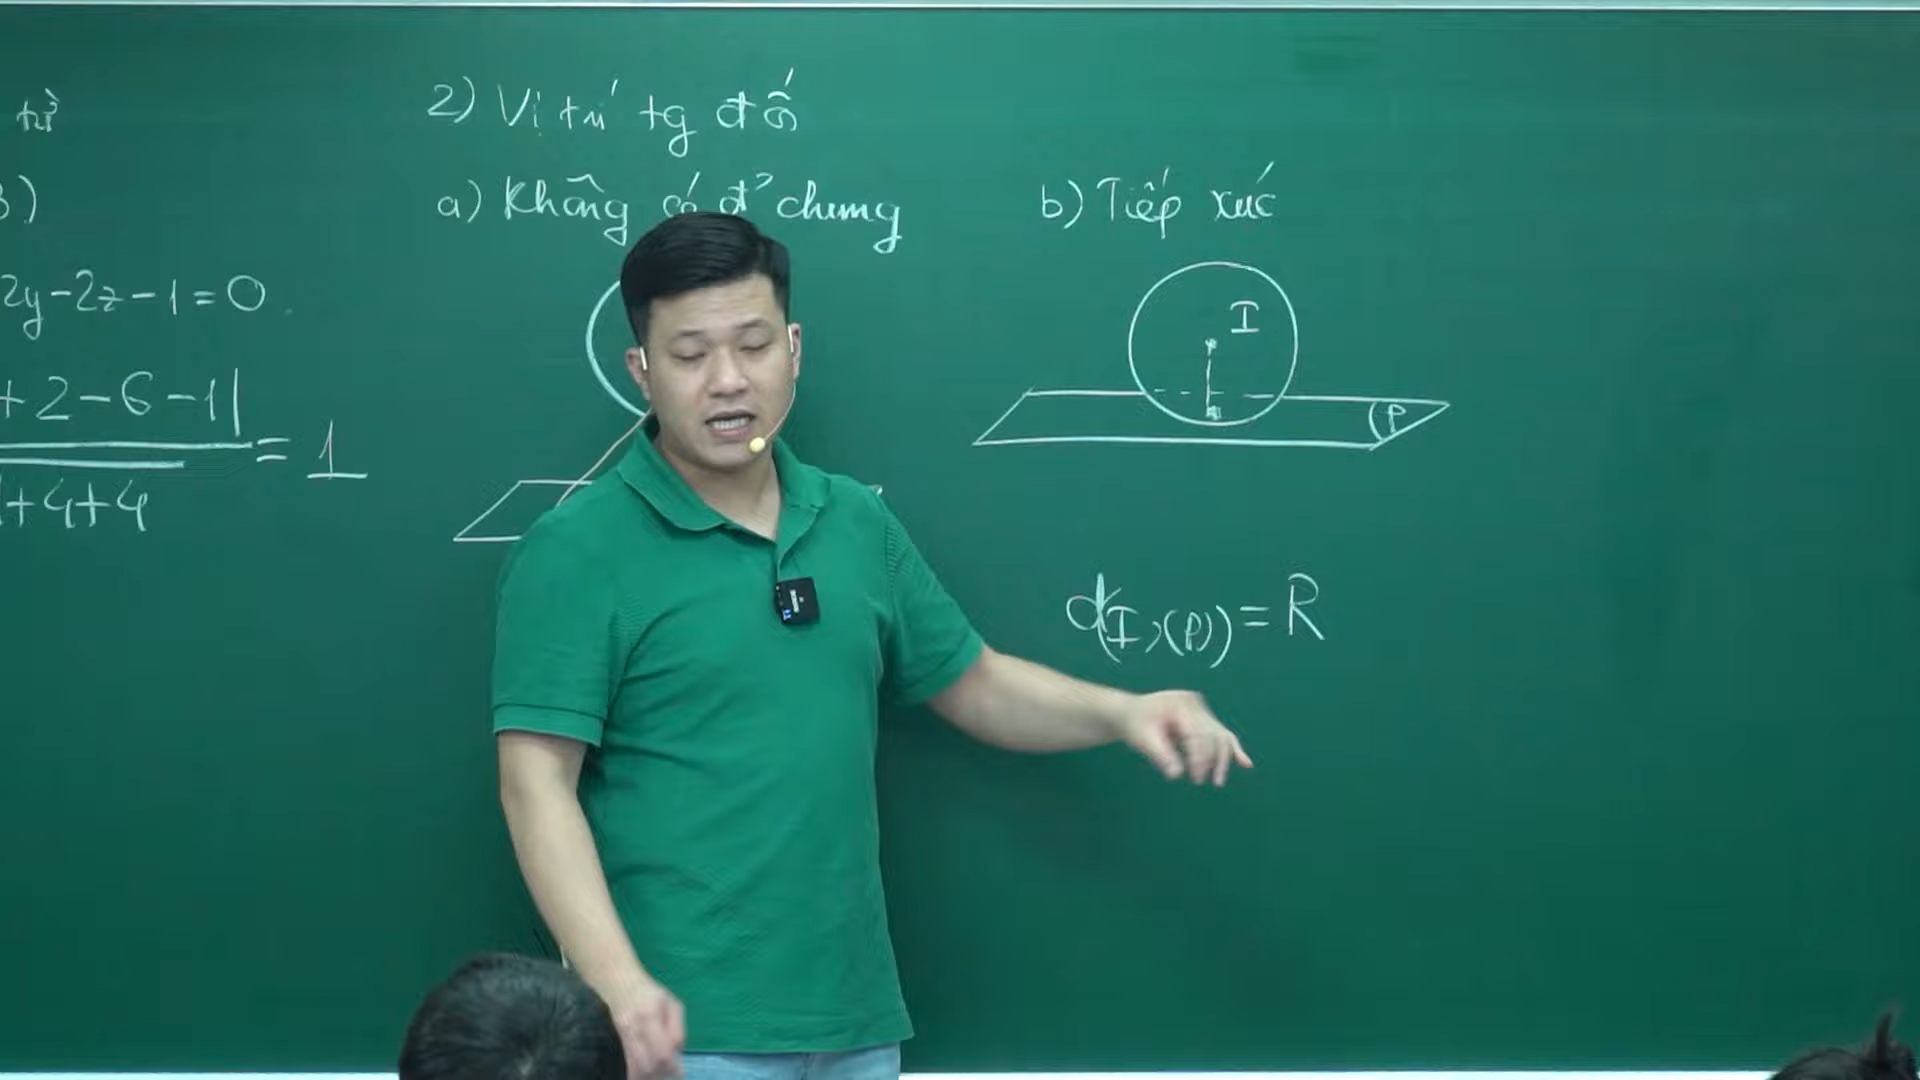 tử
3)
2y-2z-1=0.
+2-6-1|
= 1
1+4+4
2) Vị trí tg đối
a) Không có đ' chung
b) Tiếp xúc
I
(P)
d(I,(P))=R